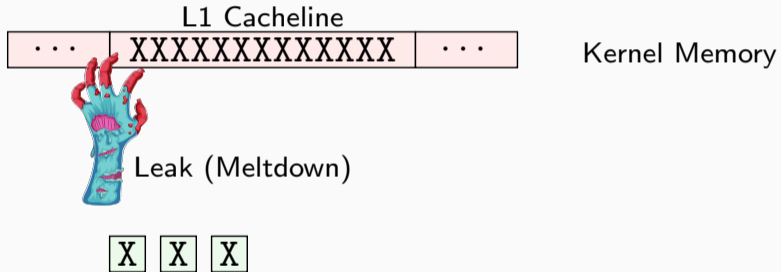 L1 Cacheline
··· XXXXXXXXXXXXX ··· Kernel Memory
Leak (Meltdown)
X X X